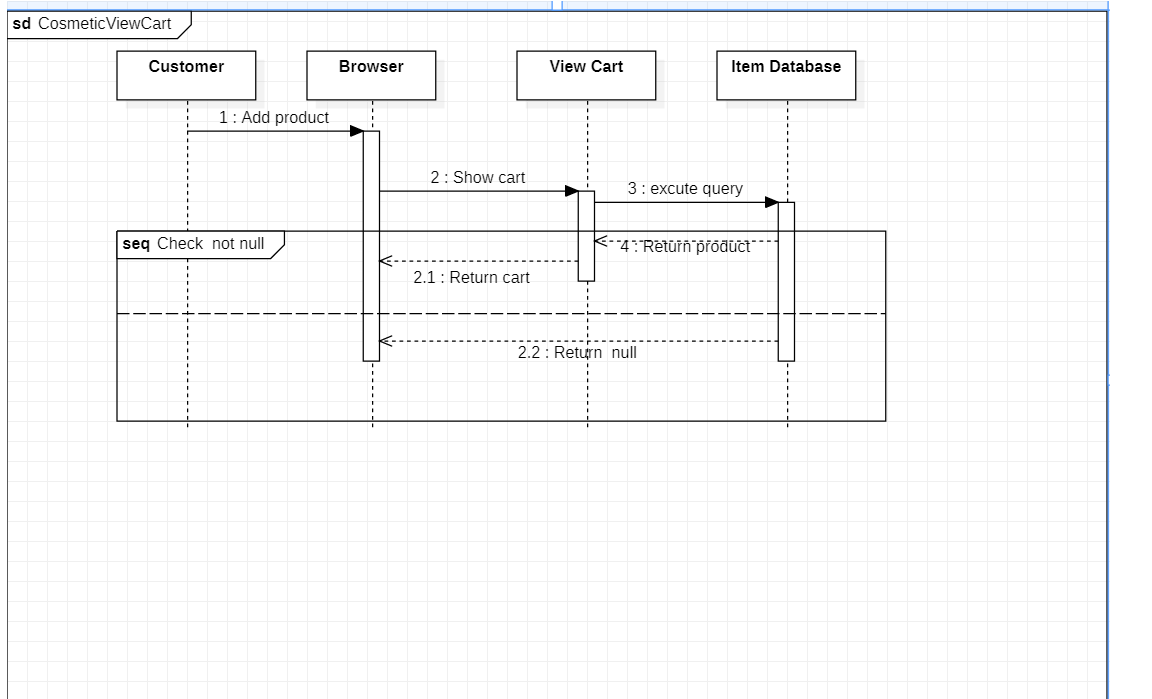 sd CosmeticViewCart
Customer
Browser
View Cart
Item Database
1 : Add product
2 : Show cart
3 : excute query
seq Check  not null
4 : Return product
2.1 : Return cart
2.2 : Return  null